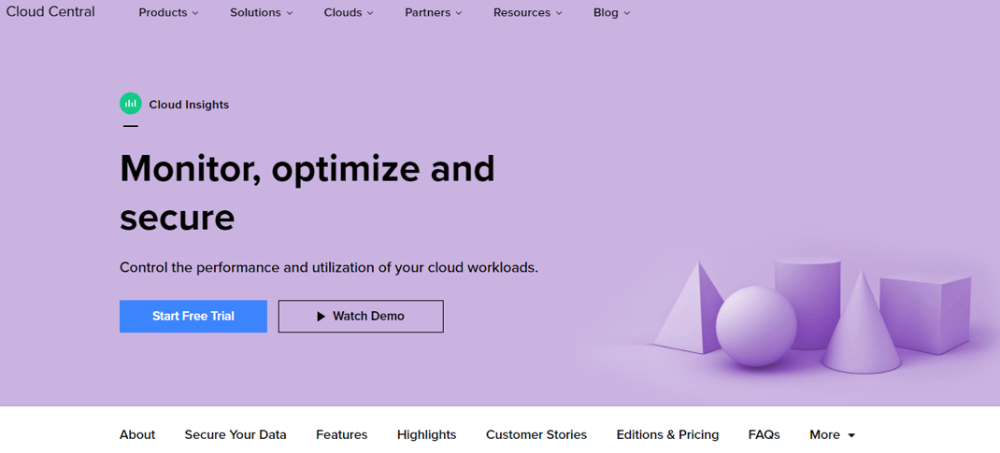 Cloud Central Products Solutions Clouds Partners Resources Blog
Cloud Insights
Monitor, optimize and
secure
Control the performance and utilization of your cloud workloads.
Start Free Trial Watch Demo
About Secure Your Data Features Highlights Customer Stories Editions & Pricing FAQs More